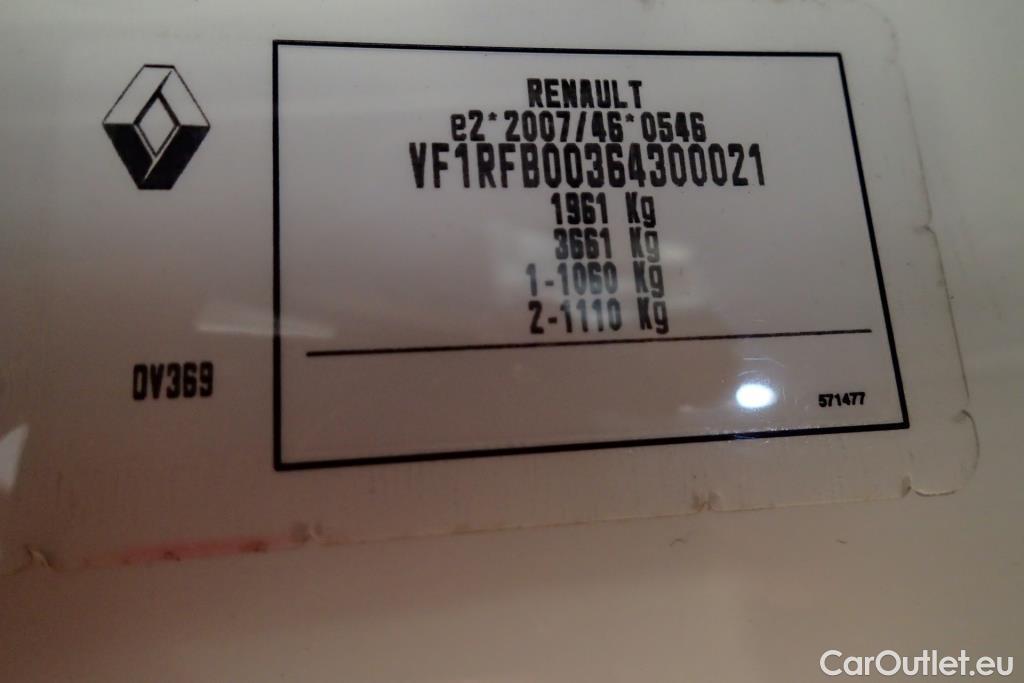 RENAULT
e2*2007/46*0546
VF1RFB00364300021
1961 Kg
3661 Kg
1-1060 Kg
2-1110 Kg
0V369
571477
CarOutlet.eu